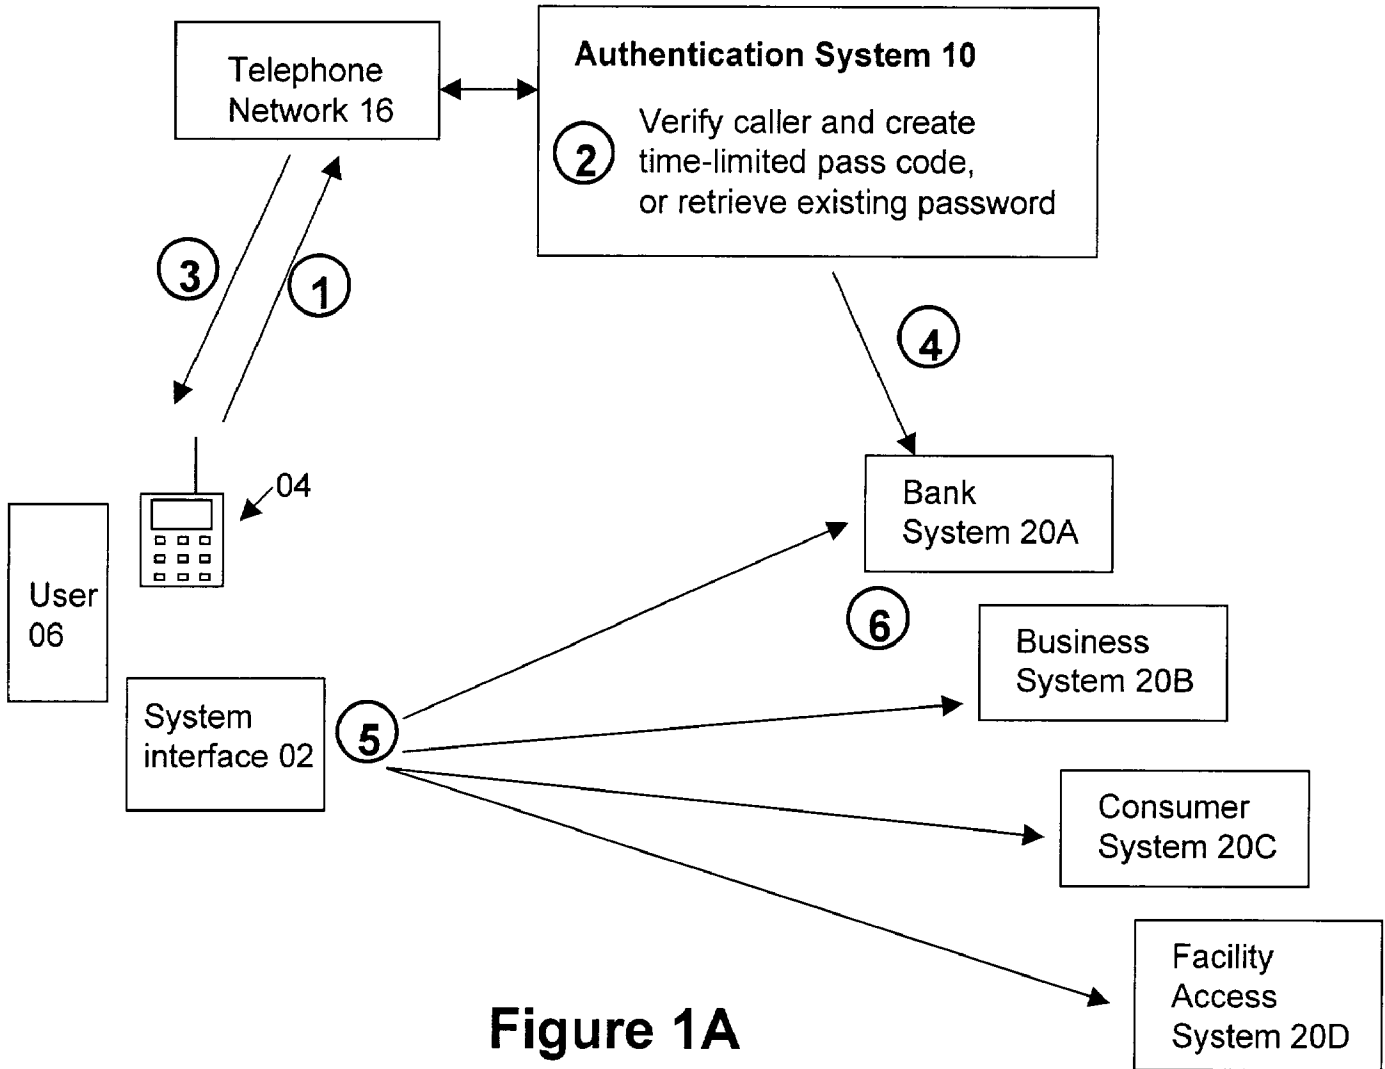 Telephone
Network 16
Authentication System 10
2
Verify caller and create
time-limited pass code,
or retrieve existing password
3
1
4
04
User
06
Bank
System 20A
6
Business
System 20B
System
interface 02
5
Consumer
System 20C
Facility
Access
System 20D
Figure 1A